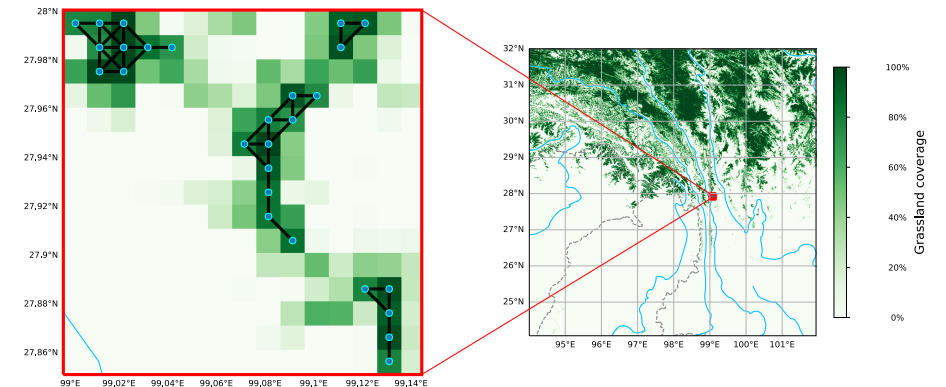 28°N
27,98°N
27,96°N
27,94°N
27,92°N
27,9°N
27,88°N
27,86°N
99°E 99,02°E 99,04°E 99,06°E 99,08°E 99,1°E 99,12°E 99,14°E
32°N
31°N
30°N
29°N
28°N
27°N
26°N
25°N
95°E 96°E 97°E 98°E 99°E 100°E 101°E
100%
80%
60%
40%
20%
0%
Grassland coverage